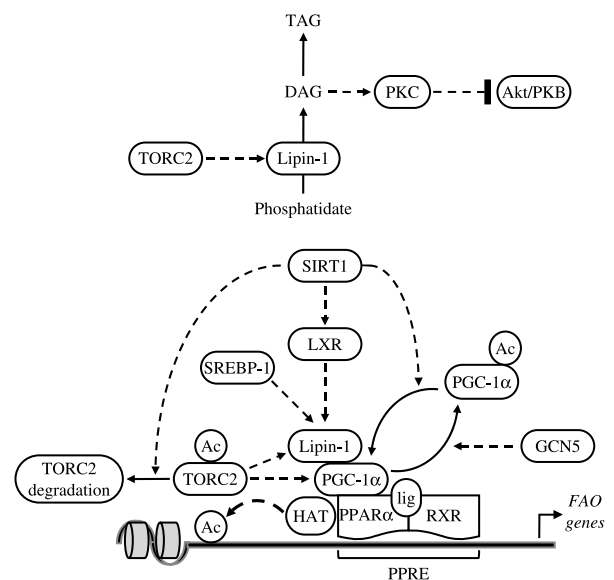 TAG
DAG
PKC
Akt/PKB
TORC2
Lipin-1
Phosphatidate
SIRT1
LXR
SREBP-1
Ac
PGC-1α
Ac
Lipin-1
GCN5
TORC2
degradation
TORC2
PGC-1α
lig
HAT
PPARα
RXR
Ac
FAO
genes
PPRE